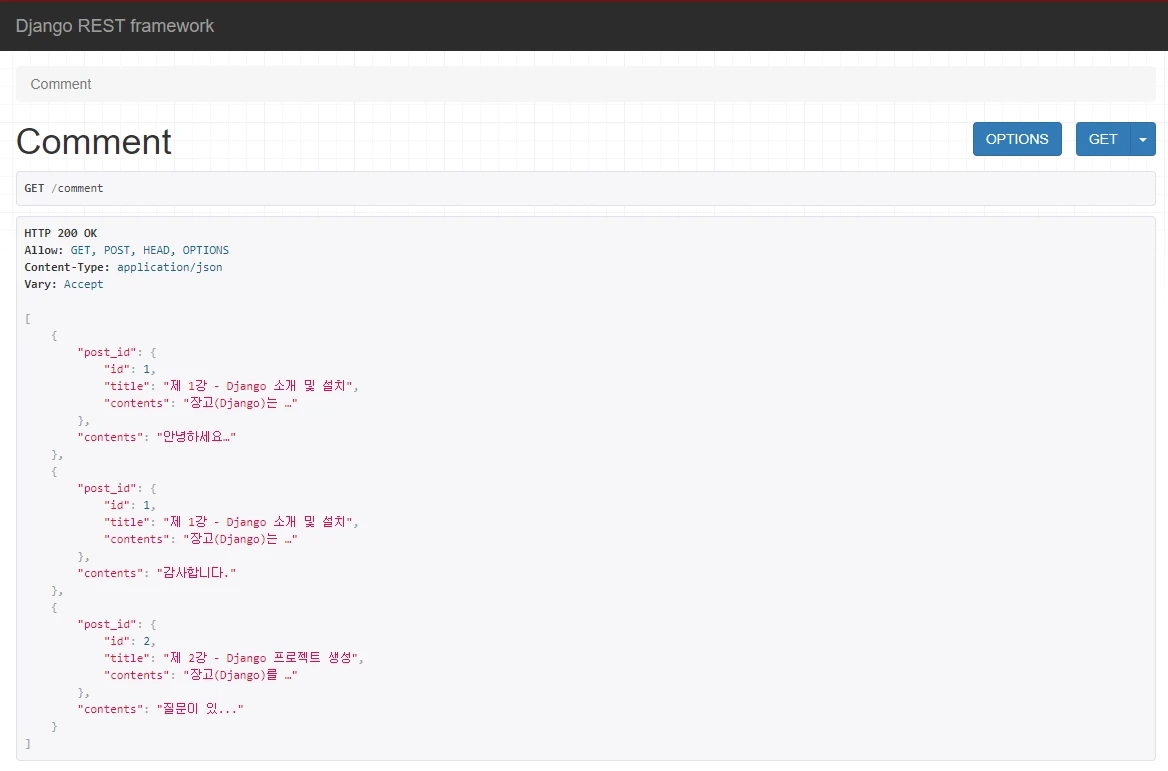 Django REST framework
Comment
Comment
OPTIONS
GET
GET /comment
HTTP 200 OK
Allow: GET, POST, HEAD, OPTIONS
Content-Type: application/json
Vary: Accept
[
    {
        "post_id": {
            "id": 1,
            "title": "제 1강 - Django 소개 및 설치",
            "contents": "장고(Django)는 …"
        },
        "contents": "안녕하세요…"
    },
    {
        "post_id": {
            "id": 1,
            "title": "제 1강 - Django 소개 및 설치",
            "contents": "장고(Django)는 …"
        },
        "contents": "감사합니다."
    },
    {
        "post_id": {
            "id": 2,
            "title": "제 2강 - Django 프로젝트 생성",
            "contents": "장고(Django)를 …"
        },
        "contents": "질문이 있..."
    }
]